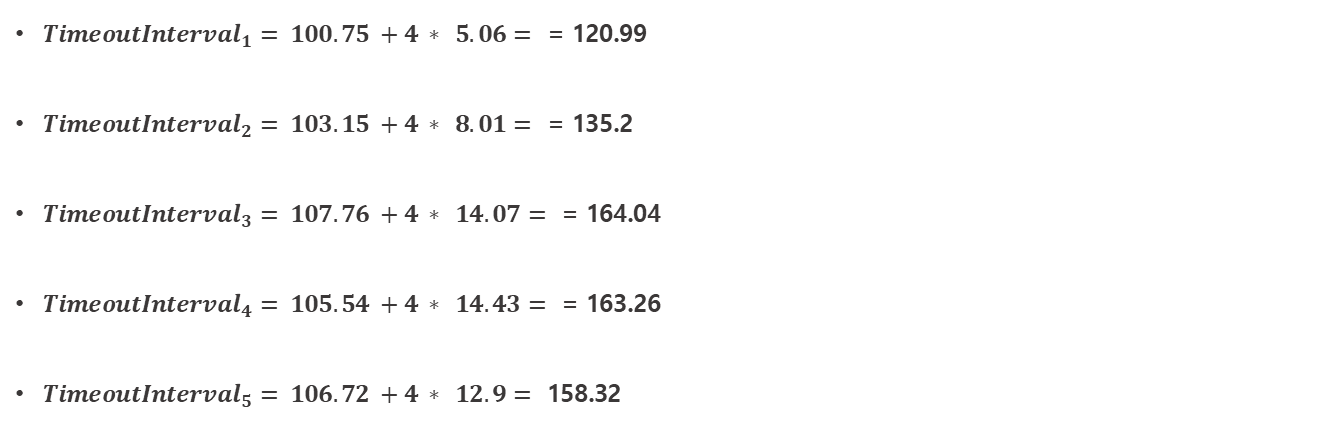 • TimeoutInterval₁ = 100.75 + 4 * 5.06 = = 120.99
• TimeoutInterval₂ = 103.15 + 4 * 8.01 = = 135.2
• TimeoutInterval₃ = 107.76 + 4 * 14.07 = = 164.04
• TimeoutInterval₄ = 105.54 + 4 * 14.43 = = 163.26
• TimeoutInterval₅ = 106.72 + 4 * 12.9 = 158.32